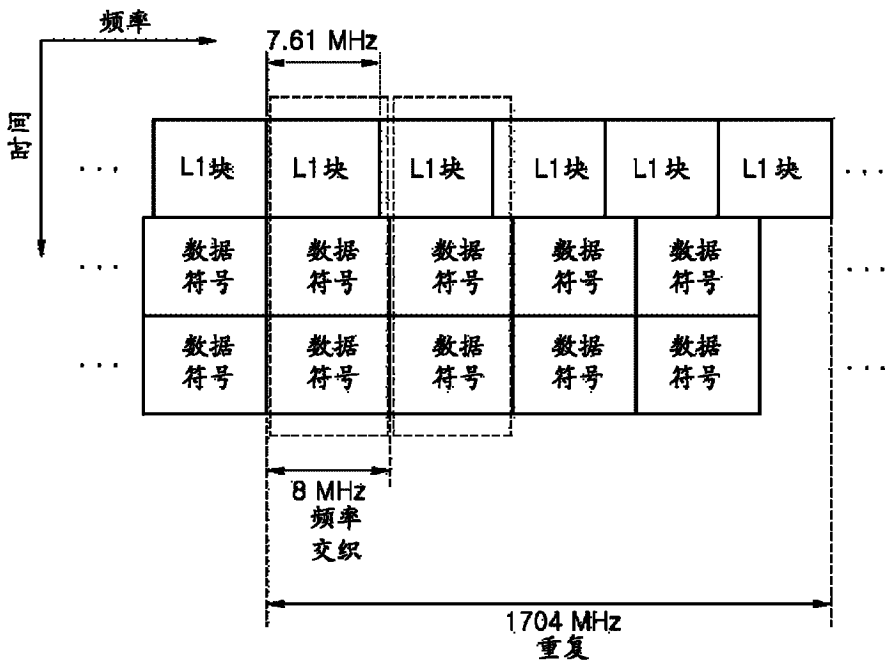 频率
7.61 MHz
时间
... L1块 L1块 L1块 L1块 L1块 L1块 ...
... 数据 数据 数据 数据 数据 ...
符号 符号 符号 符号 符号
... 数据 数据 数据 数据 数据 ...
符号 符号 符号 符号 符号
8 MHz
频率
交织
1704 MHz
重复